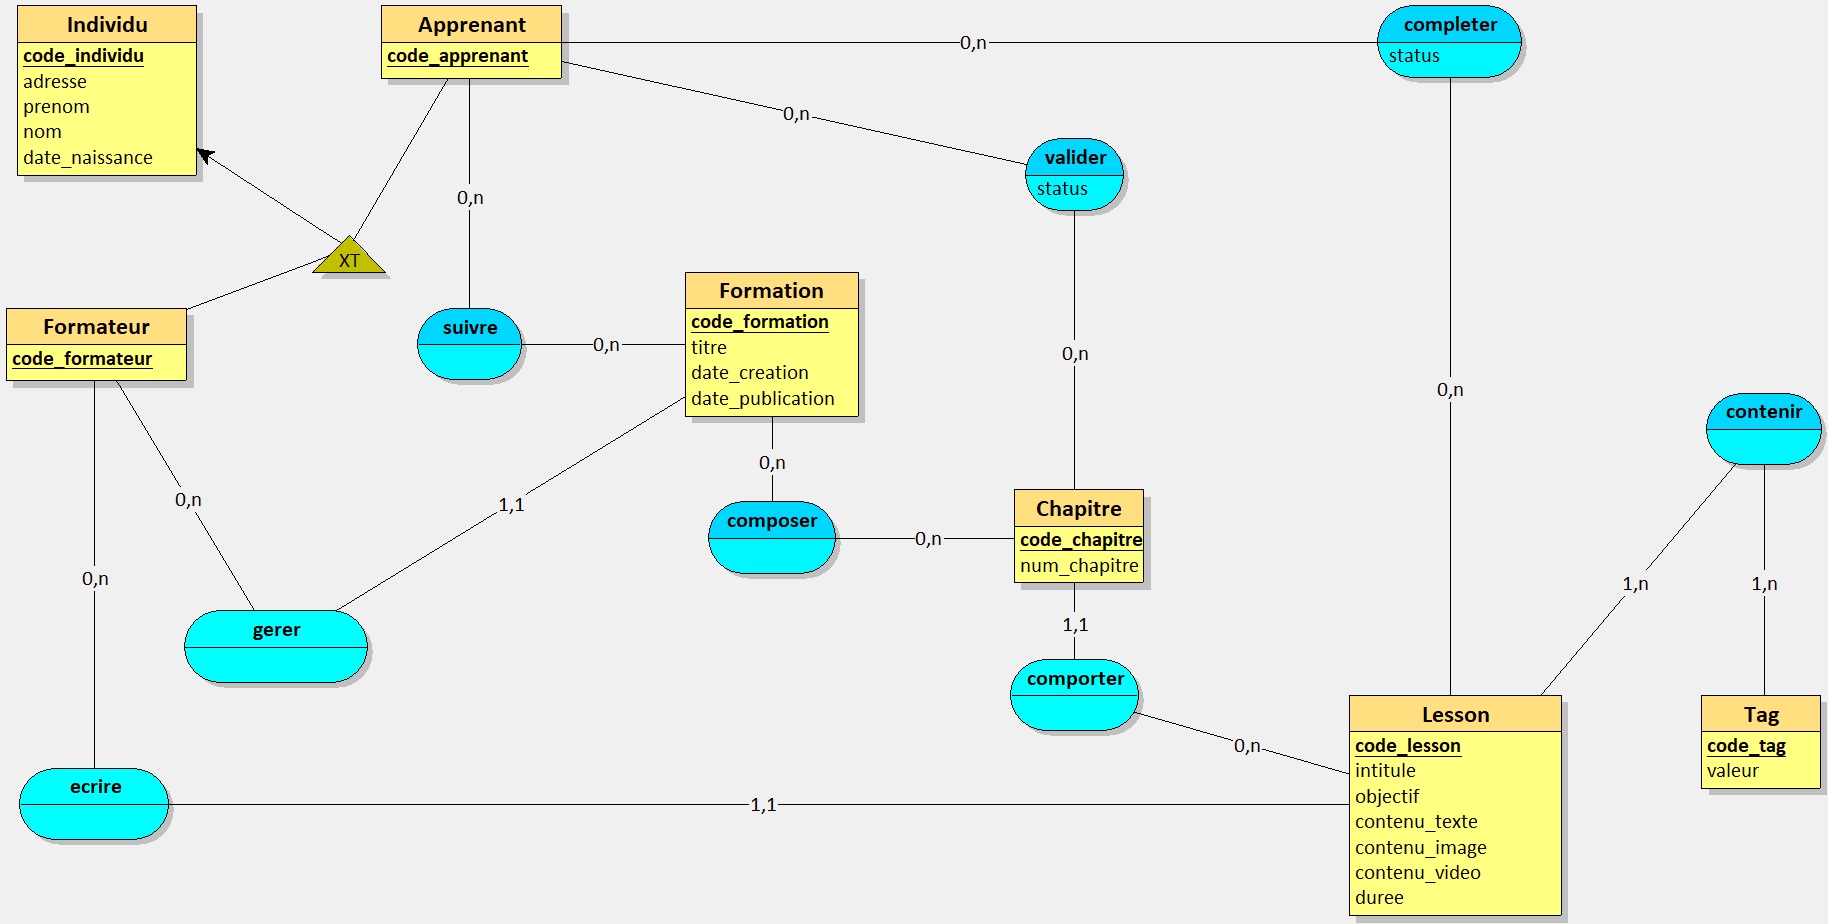 Individu
code_individu
adresse
prenom
nom
date_naissance
Apprenant
code_apprenant
0,n
completer
status
0,n
valider
status
0,n
XT
Formateur
code_formateur
suivre
0,n
Formation
code_formation
titre
date_creation
date_publication
0,n
0,n
contenir
0,n
0,n
1,1
composer
0,n
Chapitre
code_chapitre
num_chapitre
0,n
1,n
1,n
gerer
1,1
comporter
0,n
ecrire
1,1
Lesson
code_lesson
intitule
objectif
contenu_texte
contenu_image
contenu_video
duree
Tag
code_tag
valeur